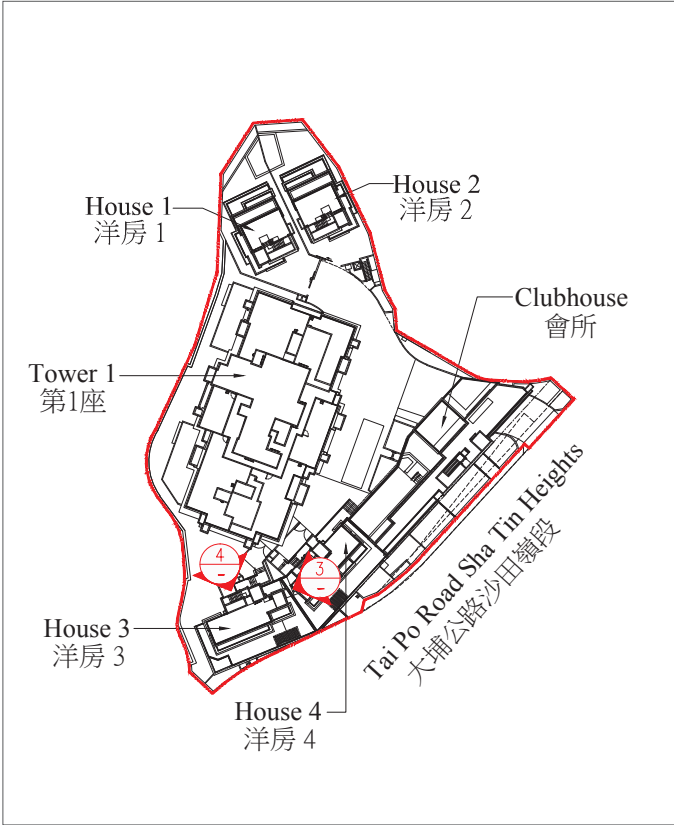 House 1
洋房 1
House 2
洋房 2
Clubhouse
會所
Tower 1
第1座
4
–
3
–
House 3
洋房 3
House 4
洋房 4
Tai Po Road Sha Tin Heights
大埔公路沙田嶺段